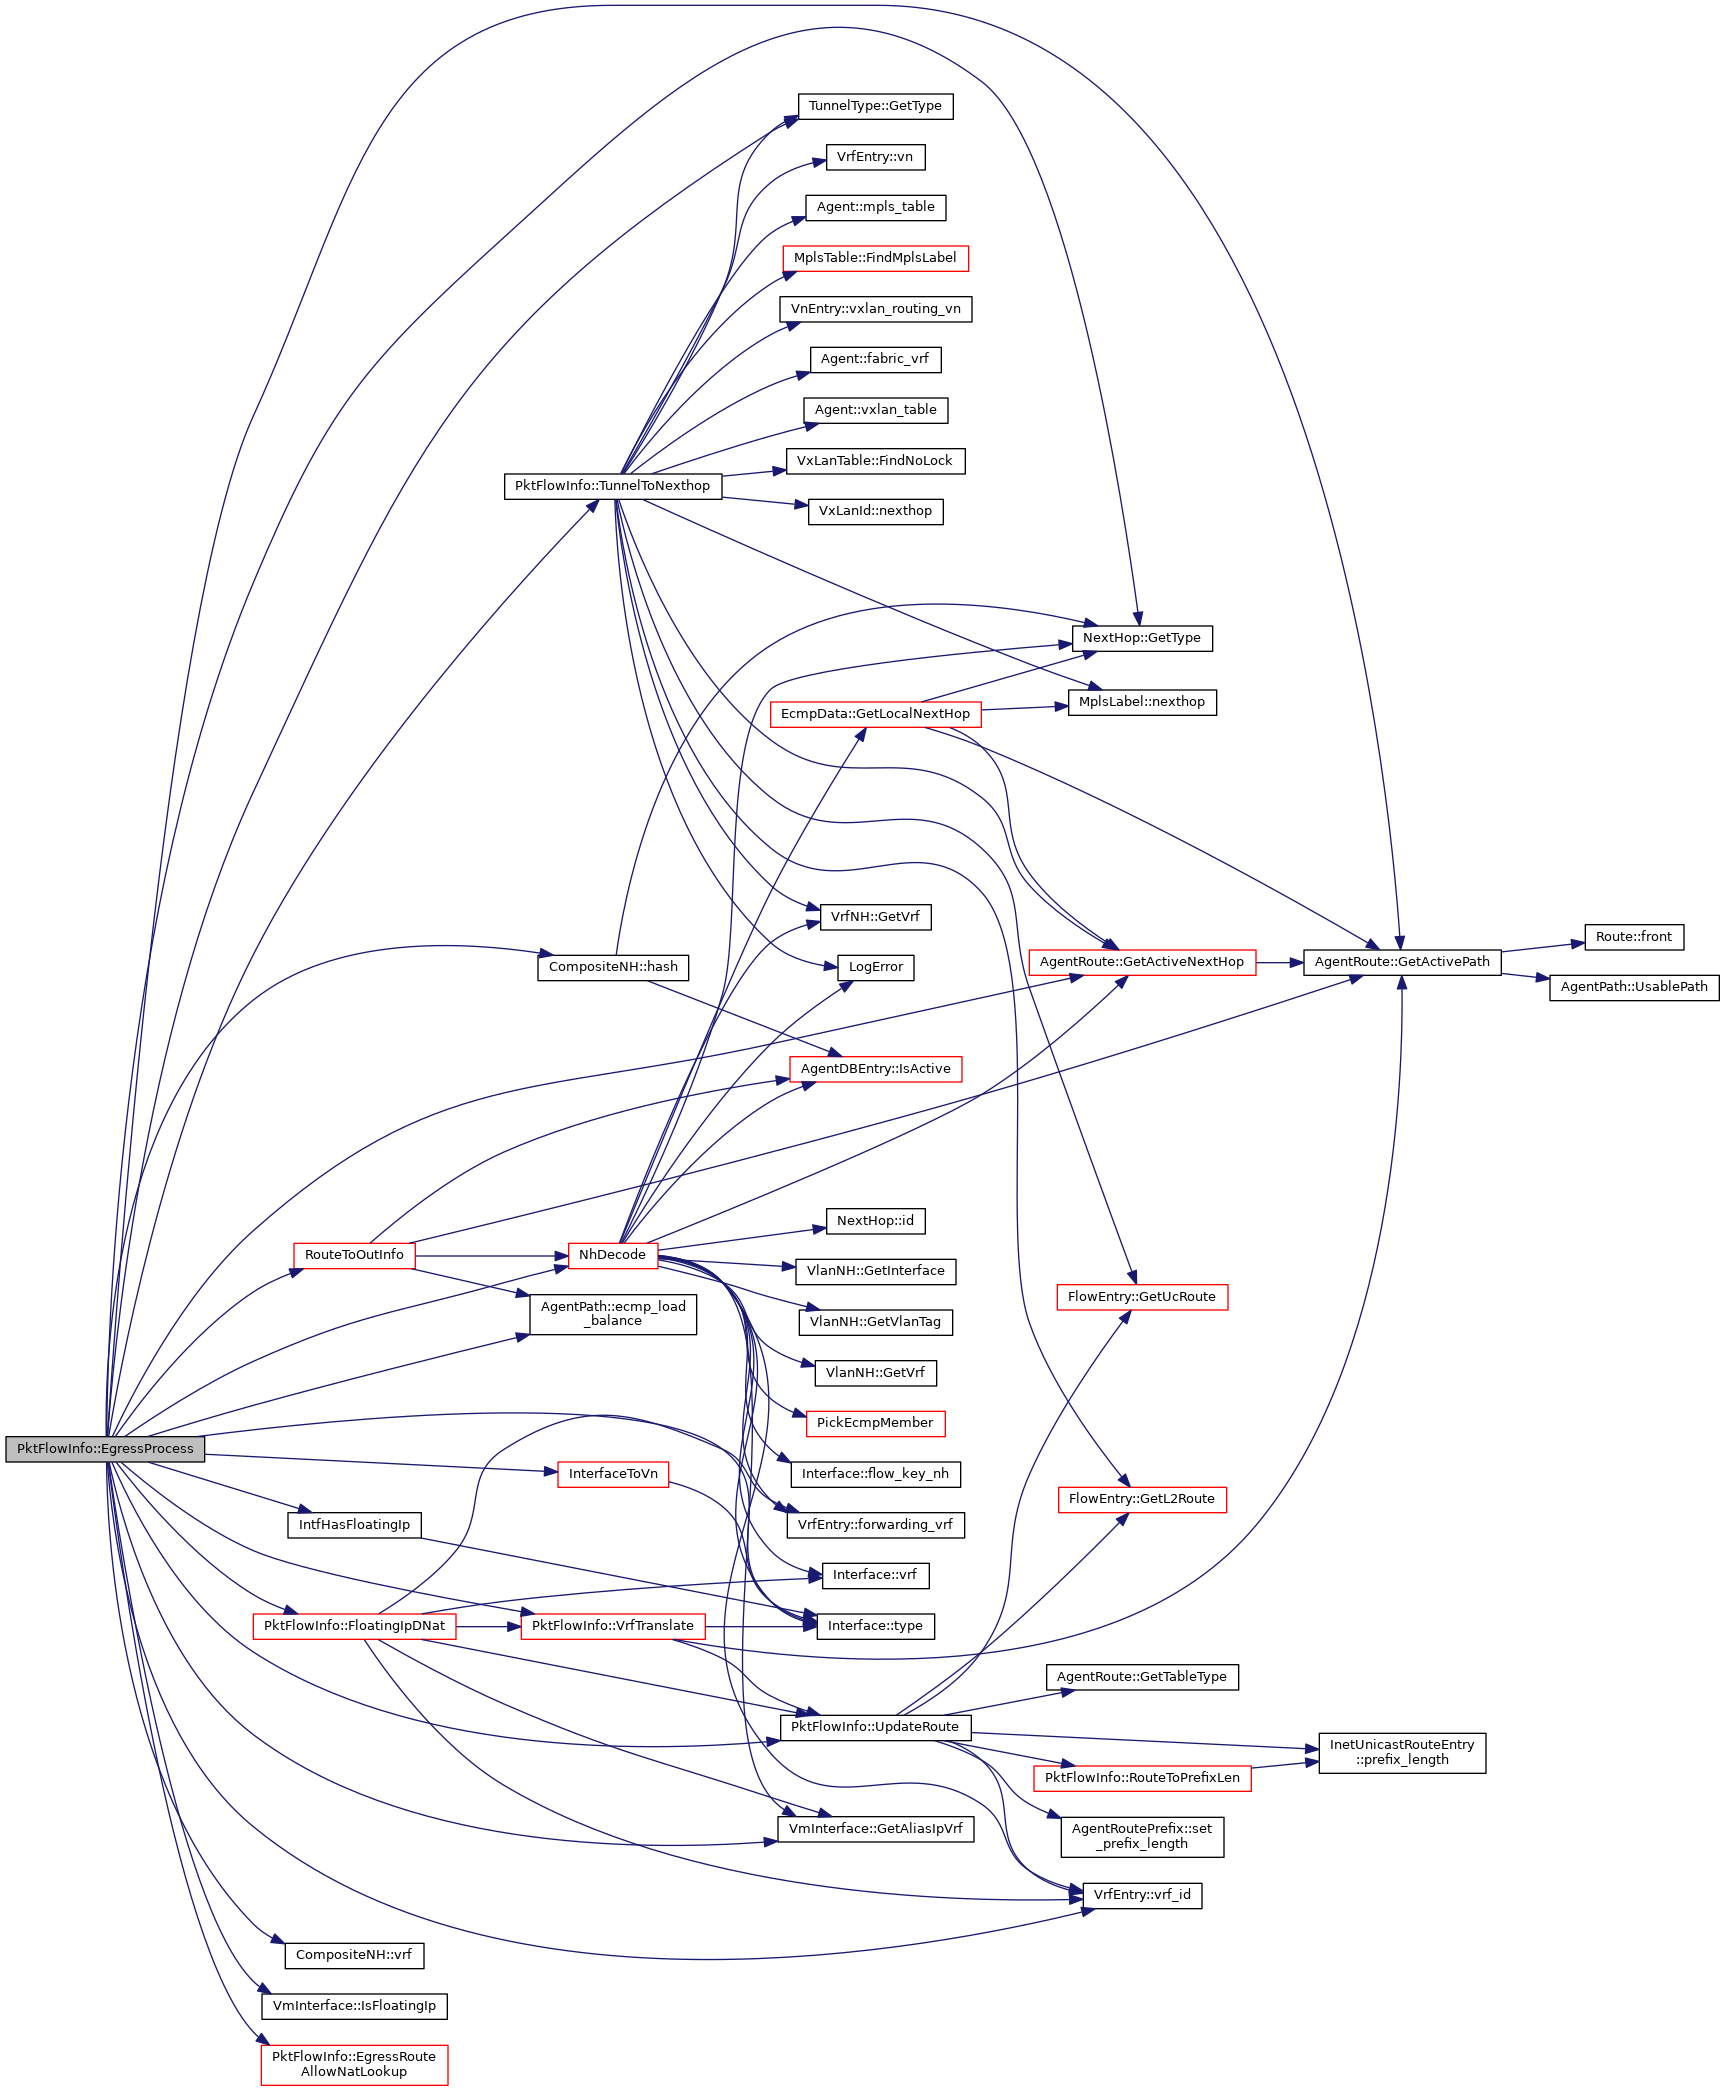 TunnelType::GetType
VrfEntry::vn
Agent::mpls_table
MplsTable::FindMplsLabel
VnEntry::vxlan_routing_vn
Agent::fabric_vrf
Agent::vxlan_table
VxLanTable::FindNoLock
PktFlowInfo::TunnelToNexthop
VxLanId::nexthop
NextHop::GetType
MplsLabel::nexthop
EcmpData::GetLocalNextHop
VrfNH::GetVrf
Route::front
CompositeNH::hash
LogError
AgentRoute::GetActiveNextHop
AgentRoute::GetActivePath
AgentPath::UsablePath
AgentDBEntry::IsActive
NextHop::id
RouteToOutInfo
NhDecode
VlanNH::GetInterface
AgentPath::ecmp_load
_balance
FlowEntry::GetUcRoute
VlanNH::GetVlanTag
VlanNH::GetVrf
PickEcmpMember
PktFlowInfo::EgressProcess
InterfaceToVn
Interface::flow_key_nh
FlowEntry::GetL2Route
IntfHasFloatingIp
VrfEntry::forwarding_vrf
Interface::vrf
PktFlowInfo::FloatingIpDNat
PktFlowInfo::VrfTranslate
Interface::type
AgentRoute::GetTableType
PktFlowInfo::UpdateRoute
InetUnicastRouteEntry
::prefix_length
PktFlowInfo::RouteToPrefixLen
VmInterface::GetAliasIpVrf
AgentRoutePrefix::set
_prefix_length
VrfEntry::vrf_id
CompositeNH::vrf
VmInterface::IsFloatingIp
PktFlowInfo::EgressRoute
AllowNatLookup